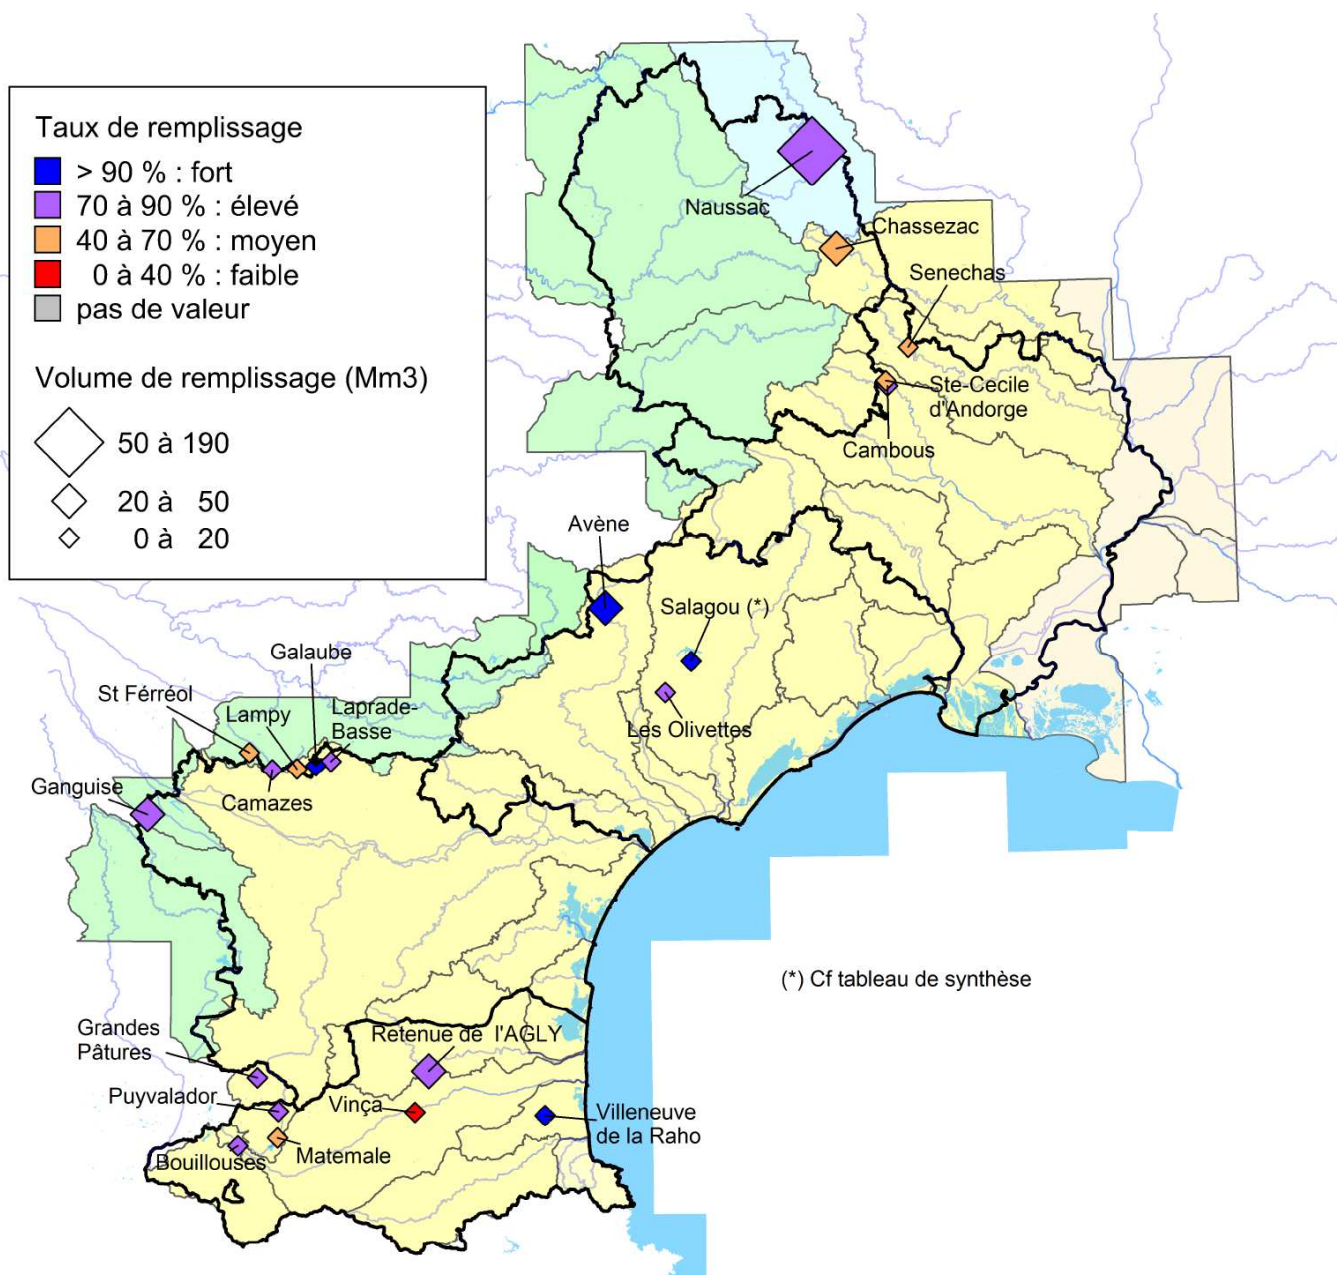 Taux de remplissage
> 90 % : fort
70 à 90 % : élevé
40 à 70 % : moyen
0 à 40 % : faible
pas de valeur
Volume de remplissage (Mm3)
50 à 190
20 à 50
0 à 20
Naussac
Chassezac
Senechas
Ste-Cecile
d'Andorge
Cambous
Avène
Salagou (*)
Les Olivettes
Galaube
St Férréol
Lampy
Laprade-
Basse
Camazes
Ganguise
(*) Cf tableau de synthèse
Grandes
Pâtures
Retenue de l'AGLY
Puyvalador
Vinça
Villeneuve
de la Raho
Bouillouses
Matemale